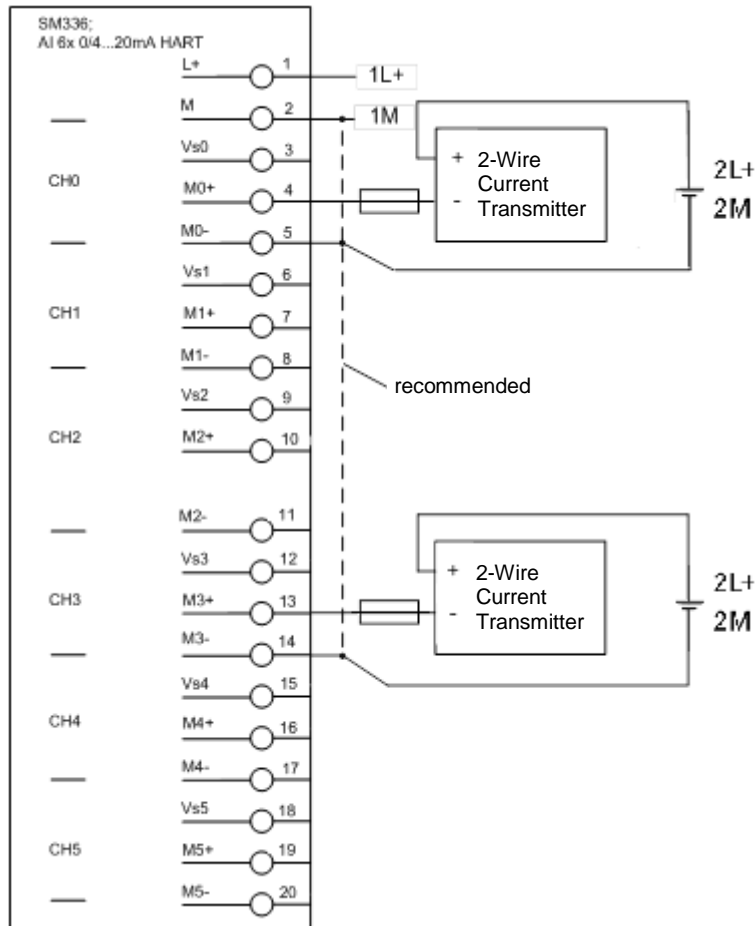 SM336;
AI 6x 0/4...20mA HART
L+ 1 1L+
M 2 1M
Vs0 3
CH0
M0+ 4
M0- 5
+ 2-Wire
Current
- Transmitter
2L+
2M
Vs1 6
CH1 M1+ 7
M1- 8
recommended
Vs2 9
CH2 M2+ 10
M2- 11
Vs3 12
CH3 M3+ 13
M3- 14
+ 2-Wire
Current
- Transmitter
2L+
2M
Vs4 15
CH4 M4+ 16
M4- 17
Vs5 18
CH5 M5+ 19
M5- 20